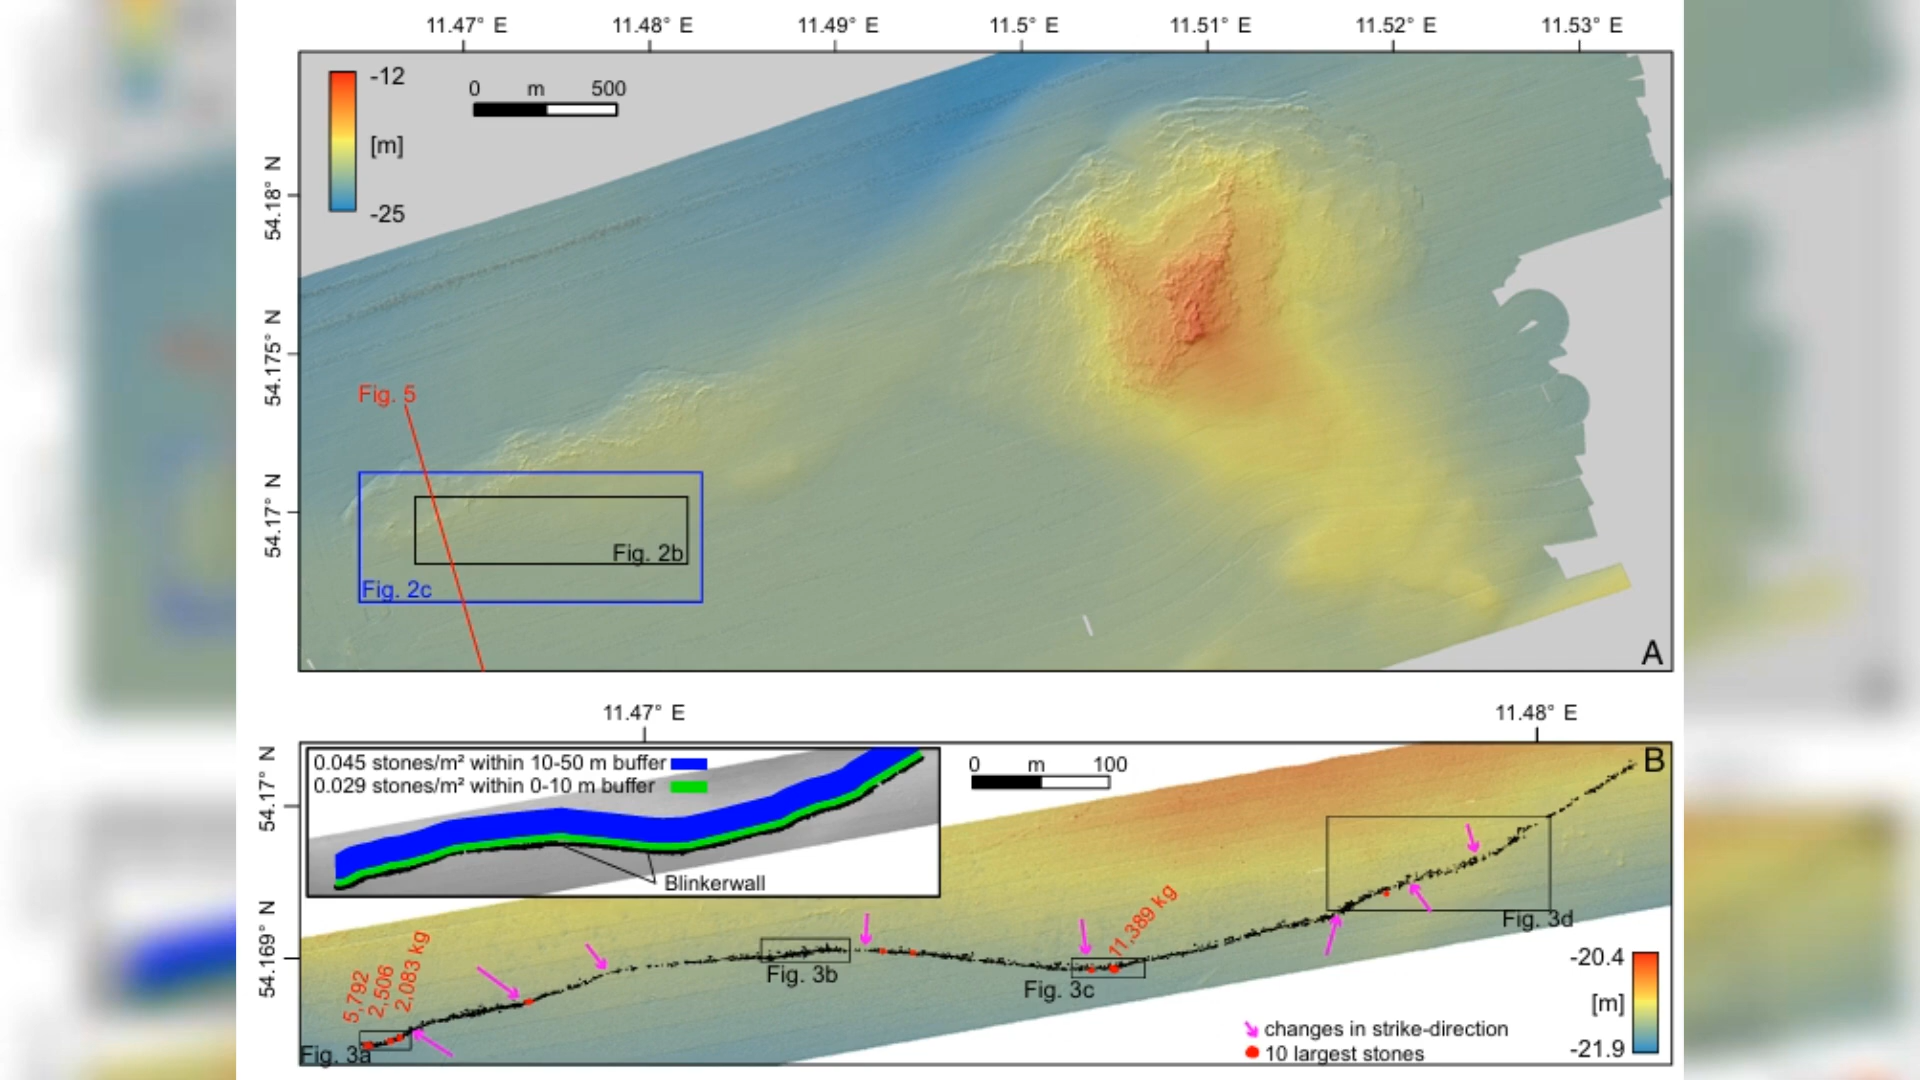 11.47° E 11.48° E 11.49° E 11.5° E 11.51° E 11.52° E 11.53° E
-12
[m]
-25
0 m 500
54.18° N
54.175° N
54.17° N
Fig. 5
Fig. 2b
Fig. 2c
A
11.47° E 11.48° E
0.045 stones/m² within 10-50 m buffer
0.029 stones/m² within 0-10 m buffer
Blinkerwall
0 m 100
B
54.17° N
54.169° N
5,792
2,506
2,083 kg
11,389 kg
Fig. 3a
Fig. 3b
Fig. 3c
Fig. 3d
changes in strike-direction
10 largest stones
-20.4
[m]
-21.9